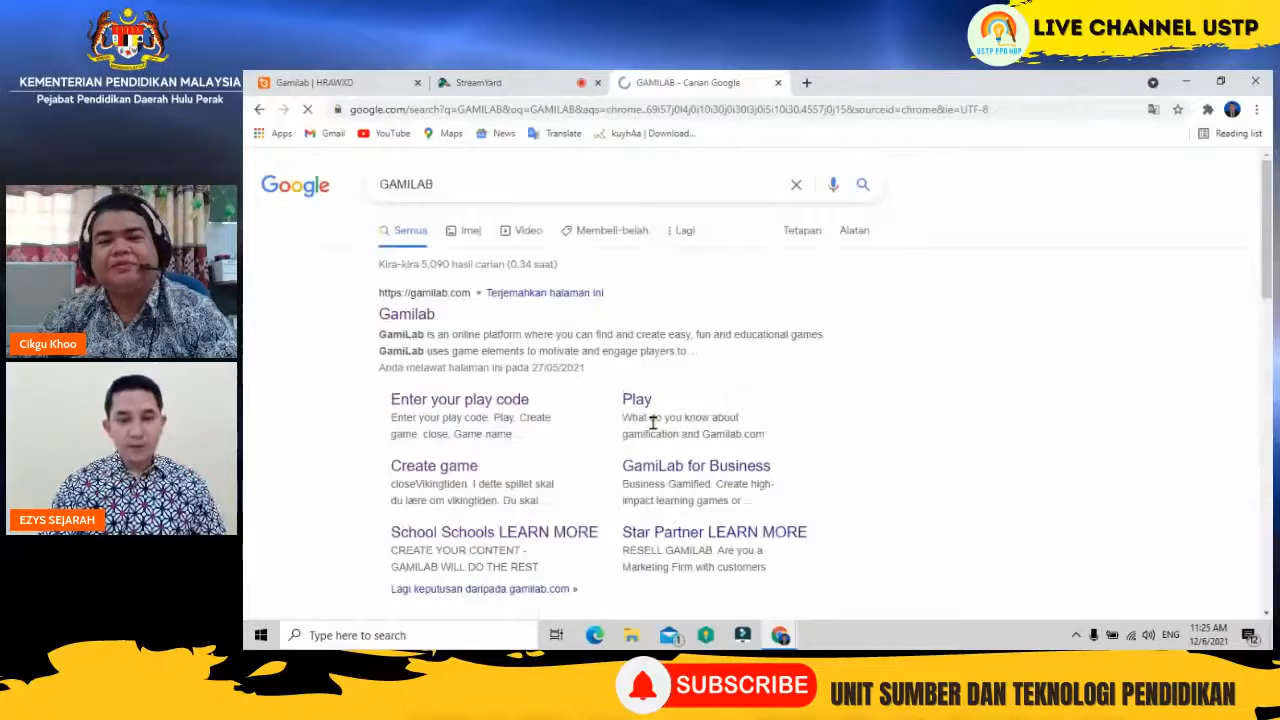 KEMENTERIAN PENDIDIKAN MALAYSIA
Pejabat Pendidikan Daerah Hulu Perak
USTP PPD HUP
LIVE CHANNEL USTP
Gamilab | HRAWXD
StreamYard
GAMILAB - Carian Google
google.com/search?q=GAMILAB&oq=GAMILAB&aqs=chrome..69i57j0l4j0i10i30j0i30l3j0i5i10i30.4557j0j15&sourceid=chrome&ie=UTF-8
Apps
Gmail
YouTube
Maps
News
Translate
kuyhAa | Download...
Reading list
Google
GAMILAB
Semua
Imej
Video
Membeli-belah
Lagi
Tetapan
Alatan
Kira-kira 5,090 hasil carian (0.34 saat)
https://gamilab.com
Terjemahkan halaman ini
Gamilab
GamiLab is an online platform where you can find and create easy, fun and educational games.
GamiLab uses game elements to motivate and engage players to ...
Anda melawat halaman ini pada 27/05/2021
Enter your play code
Enter your play code. Play, Create
game. close, Game name ...
Play
What do you know about
gamification and Gamilab.com
Create game
closeVikingtiden. I dette spillet skal
du lære om vikingtiden. Du skal ...
GamiLab for Business
Business Gamified. Create high-
impact learning games or ...
School Schools LEARN MORE
CREATE YOUR CONTENT -
GAMILAB WILL DO THE REST
Star Partner LEARN MORE
RESELL GAMILAB. Are you a
Marketing Firm with customers
Lagi keputusan daripada gamilab.com »
Cikgu Khoo
EZYS SEJARAH
Type here to search
1
ENG
11:25 AM
12/6/2021
12
SUBSCRIBE
UNIT SUMBER DAN TEKNOLOGI PENDIDIKAN